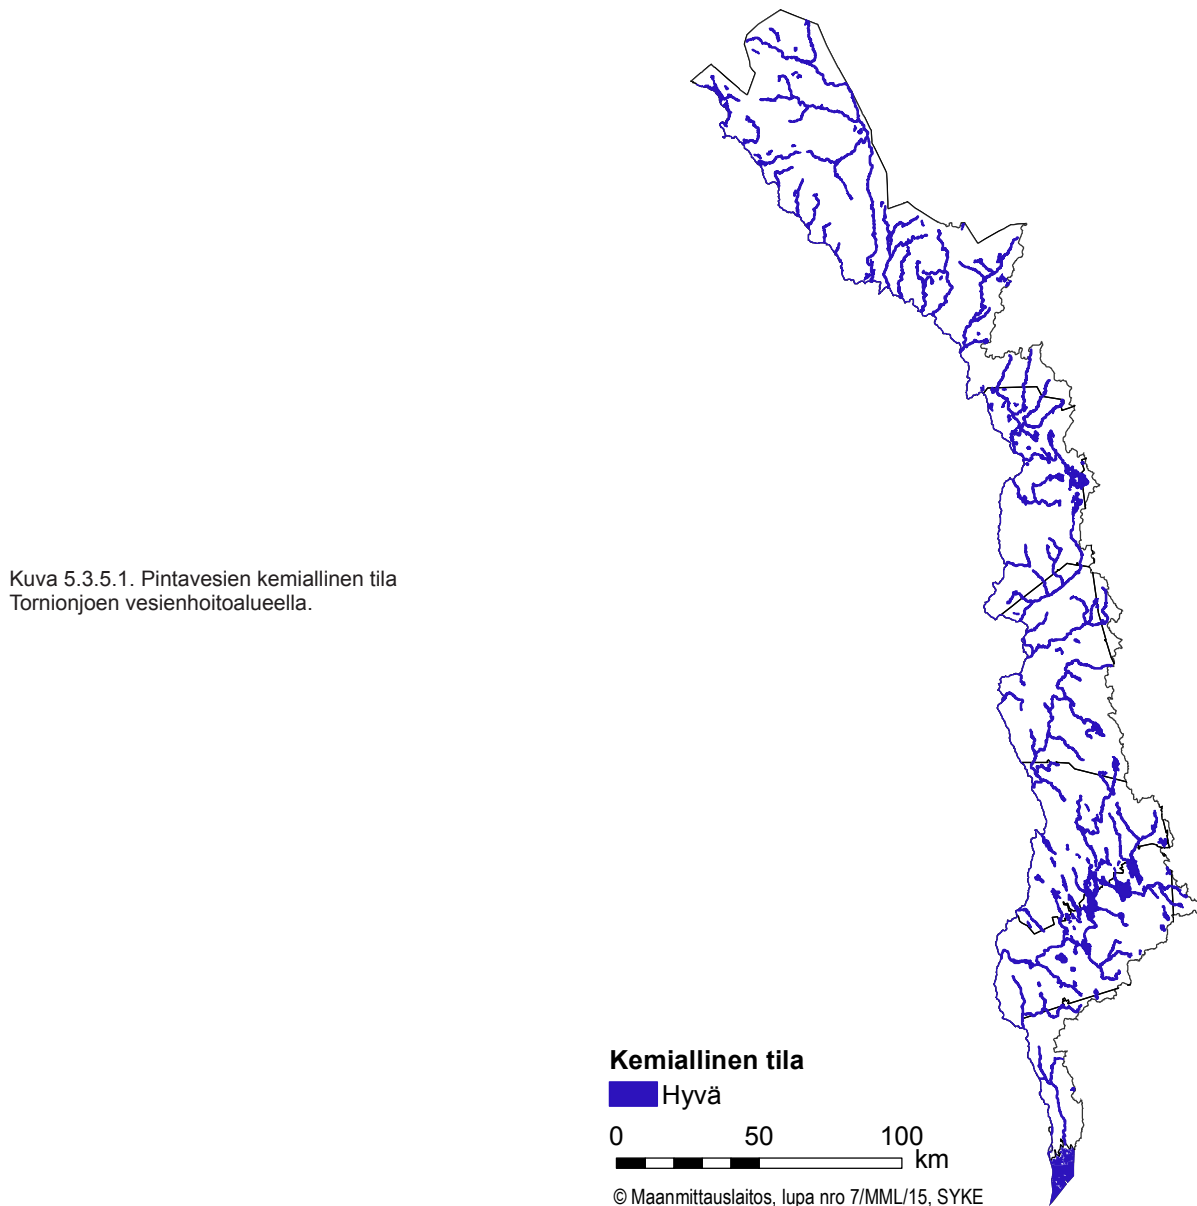 Kuva 5.3.5.1. Pintavesien kemiallinen tila
Tornionjoen vesienhoitoalueella.
Kemiallinen tila
Hyvä
0 50 100
km
© Maanmittauslaitos, lupa nro 7/MML/15, SYKE